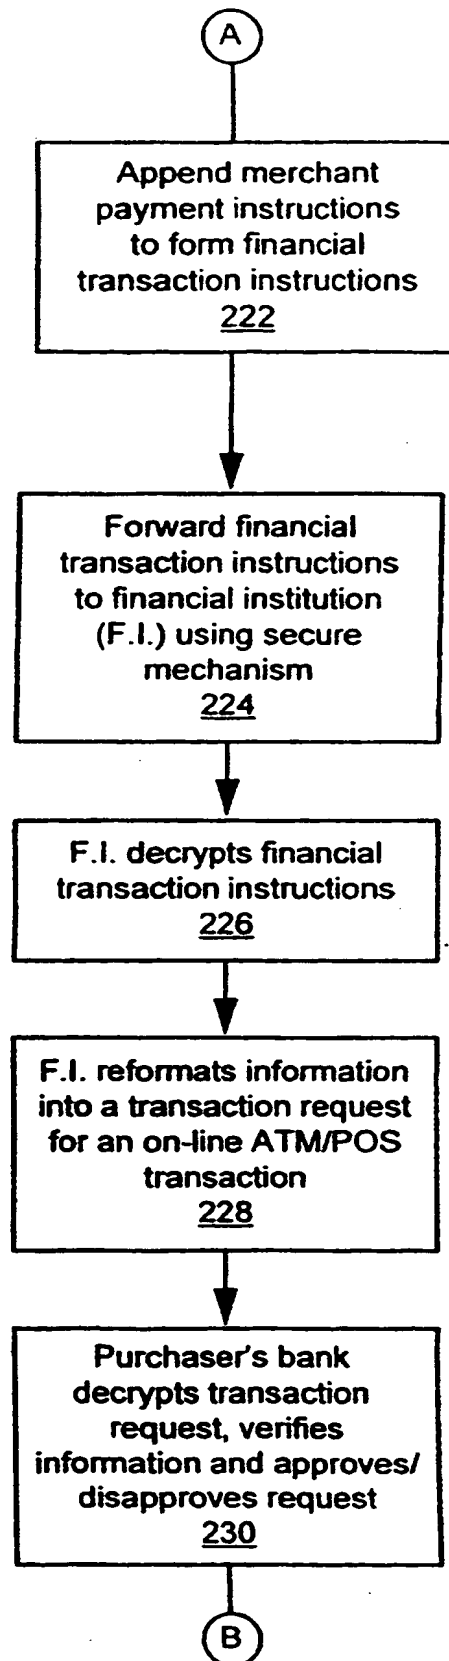 A
Append merchant
payment instructions
to form financial
transaction instructions
222
Forward financial
transaction instructions
to financial institution
(F.I.) using secure
mechanism
224
F.I. decrypts financial
transaction instructions
226
F.I. reformats information
into a transaction request
for an on-line ATM/POS
transaction
228
Purchaser's bank
decrypts transaction
request, verifies
information and approves/
disapproves request
230
B